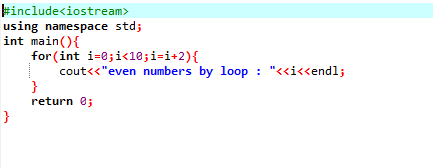 #include<iostream>
using namespace std;
int main(){
    for(int i=0;i<10;i=i+2){
        cout<<"even numbers by loop : "<<i<<endl;
    }
    return 0;
}